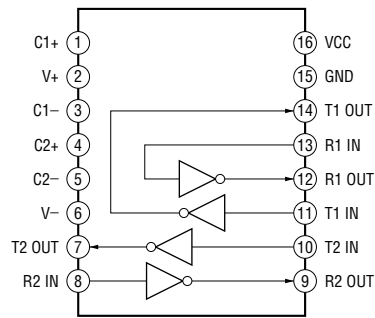 C1+ 1
V+ 2
C1− 3
C2+ 4
C2− 5
V− 6
T2 OUT 7
R2 IN 8
16 VCC
15 GND
14 T1 OUT
13 R1 IN
12 R1 OUT
11 T1 IN
10 T2 IN
9 R2 OUT